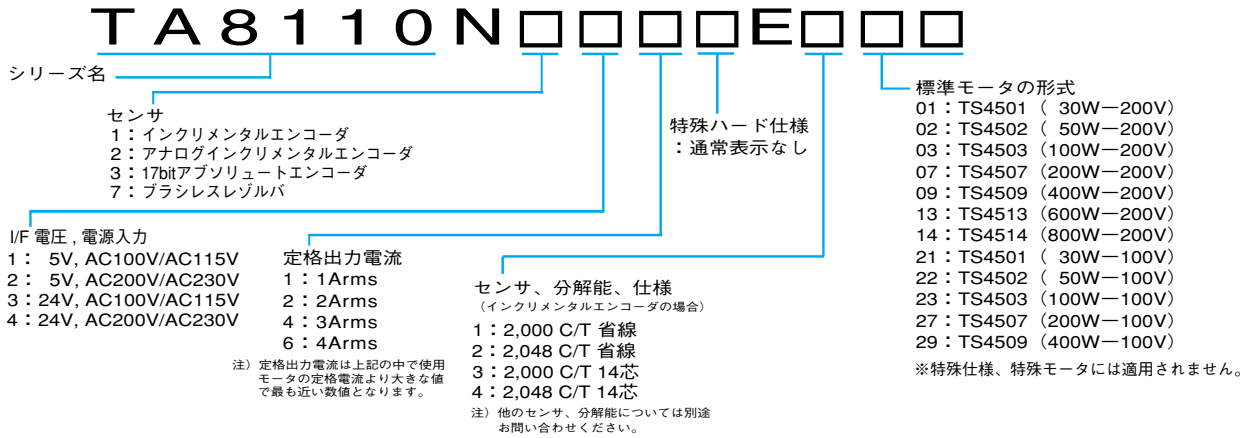 TA8110N□□□□E□□□
シリーズ名
センサ
1：インクリメンタルエンコーダ
2：アナログインクリメンタルエンコーダ
3：17bitアブソリュートエンコーダ
7：ブラシレスレゾルバ
I/F 電圧 , 電源入力
1： 5V, AC100V/AC115V
2： 5V, AC200V/AC230V
3：24V, AC100V/AC115V
4：24V, AC200V/AC230V
定格出力電流
1：1Arms
2：2Arms
4：3Arms
6：4Arms
注）定格出力電流は上記の中で使用
モータの定格電流より大きな値
で最も近い数値となります。
特殊ハード仕様
：通常表示なし
センサ、分解能、仕様
（インクリメンタルエンコーダの場合）
1：2,000 C/T 省線
2：2,048 C/T 省線
3：2,000 C/T 14芯
4：2,048 C/T 14芯
注）他のセンサ、分解能については別途
お問い合わせください。
標準モータの形式
01：TS4501（ 30W－200V）
02：TS4502（ 50W－200V）
03：TS4503（100W－200V）
07：TS4507（200W－200V）
09：TS4509（400W－200V）
13：TS4513（600W－200V）
14：TS4514（800W－200V）
21：TS4501（ 30W－100V）
22：TS4502（ 50W－100V）
23：TS4503（100W－100V）
27：TS4507（200W－100V）
29：TS4509（400W－100V）
※特殊仕様、特殊モータには適用されません。